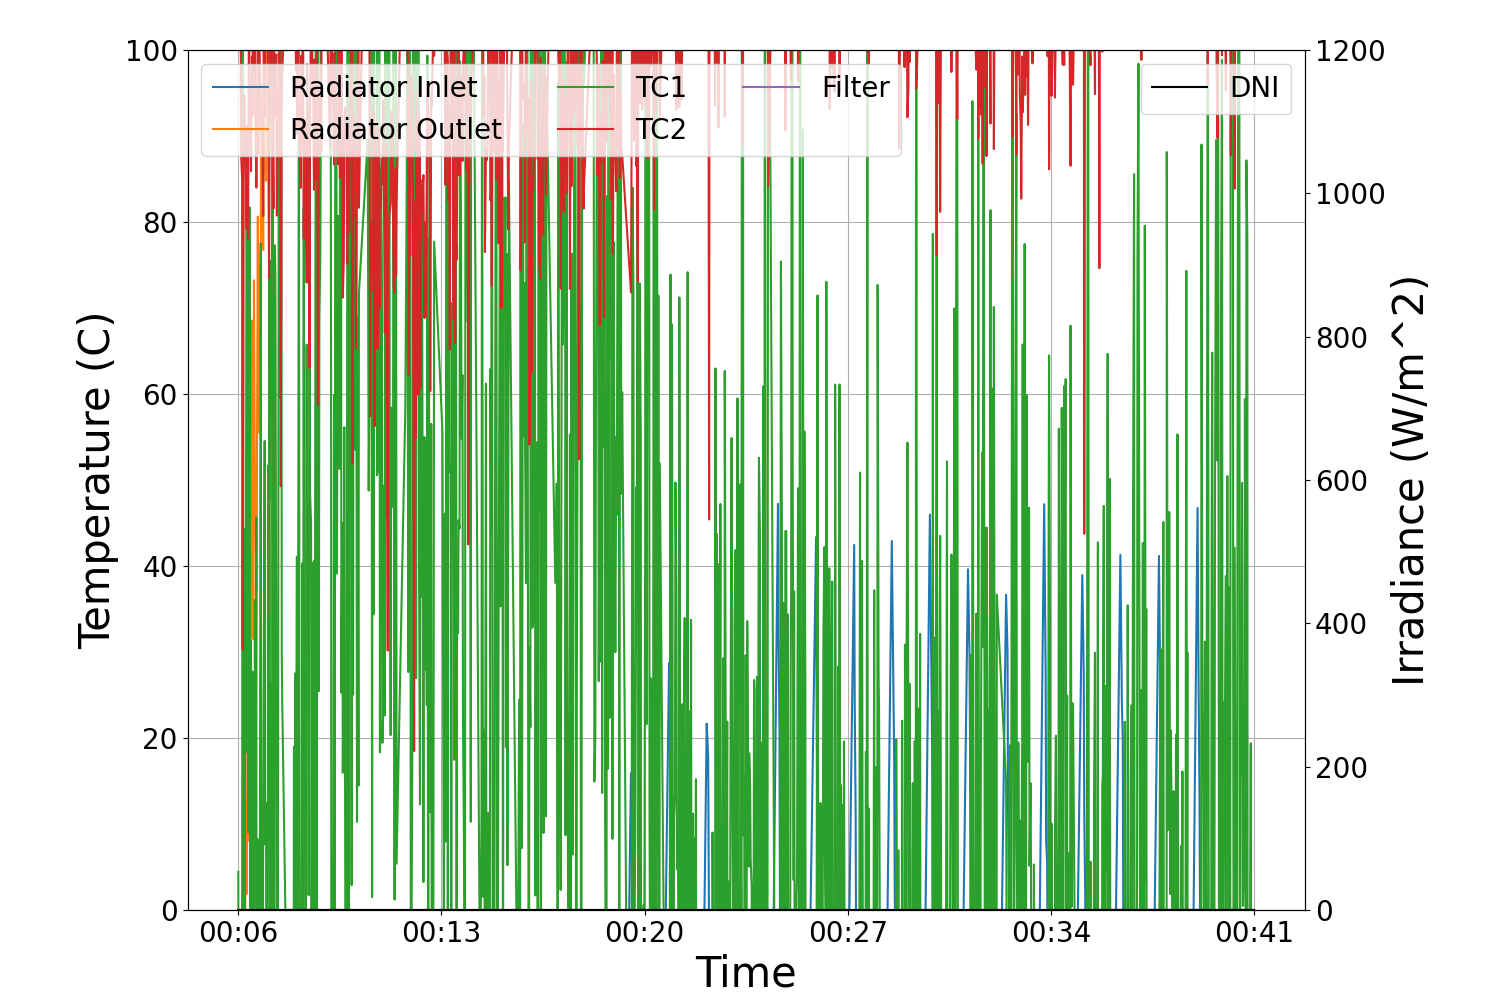 100
80
60
40
20
0
Temperature (C)
Radiator Inlet
Radiator Outlet
TC1
TC2
Filter
DNI
1200
1000
800
600
400
200
0
Irradiance (W/m^2)
00:06 00:13 00:20 00:27 00:34 00:41
Time